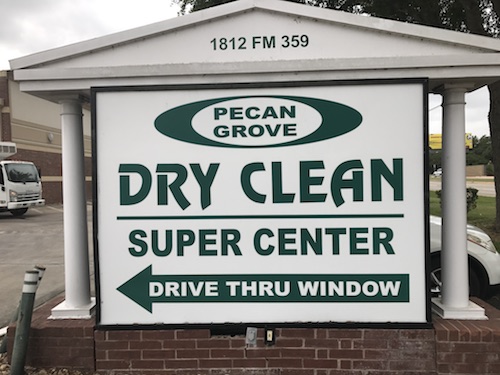 1812 FM 359
PECAN
GROVE
DRY CLEAN
SUPER CENTER
DRIVE THRU WINDOW